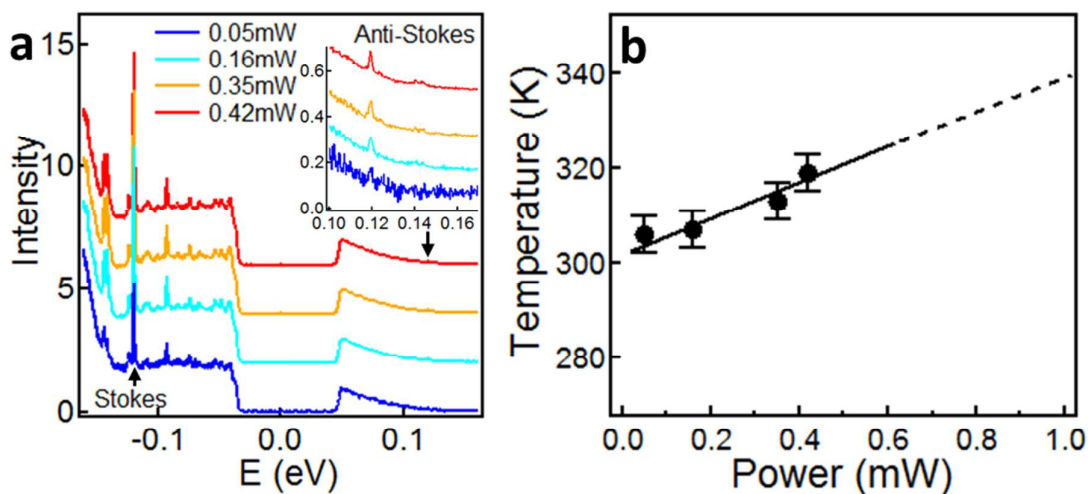 a
15
10
5
0
Intensity
0.05mW
0.16mW
0.35mW
0.42mW
Anti-Stokes
0.6
0.4
0.2
0.0
0.10 0.12 0.14 0.16
Stokes
-0.1 0.0 0.1
E (eV)
b
340
320
300
280
Temperature (K)
0.0 0.2 0.4 0.6 0.8 1.0
Power (mW)